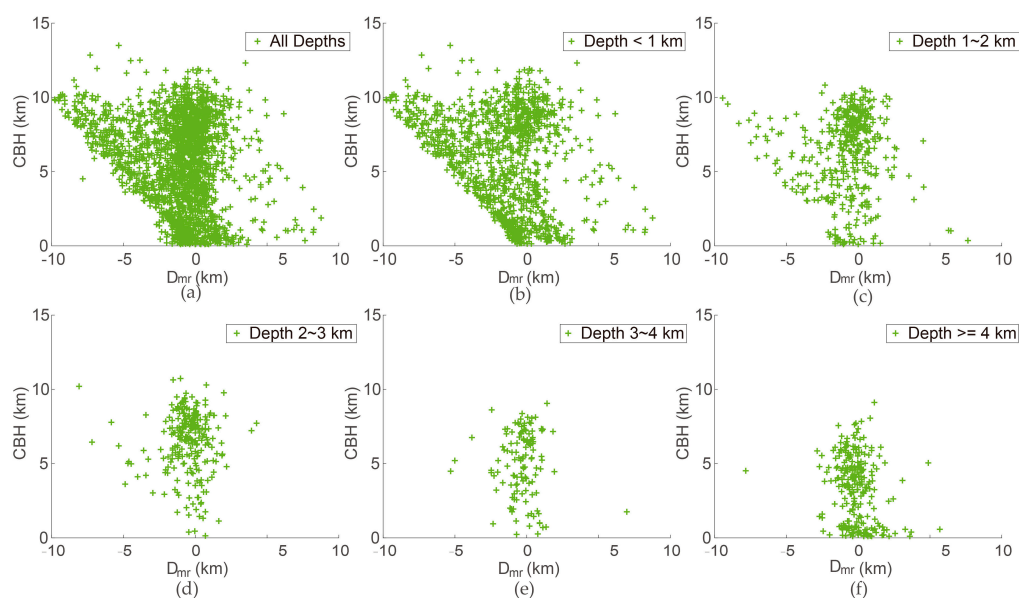 15
10
5
0
CBH (km)
+ All Depths
-10
-5
0
5
10
Dmr (km)
(a)
15
10
5
0
CBH (km)
+ Depth < 1 km
-10
-5
0
5
10
Dmr (km)
(b)
15
10
5
0
CBH (km)
+ Depth 1~2 km
-10
-5
0
5
10
Dmr (km)
(c)
15
10
5
0
CBH (km)
+ Depth 2~3 km
-10
-5
0
5
10
Dmr (km)
(d)
15
10
5
0
CBH (km)
+ Depth 3~4 km
-10
-5
0
5
10
Dmr (km)
(e)
15
10
5
0
CBH (km)
+ Depth >= 4 km
-10
-5
0
5
10
Dmr (km)
(f)